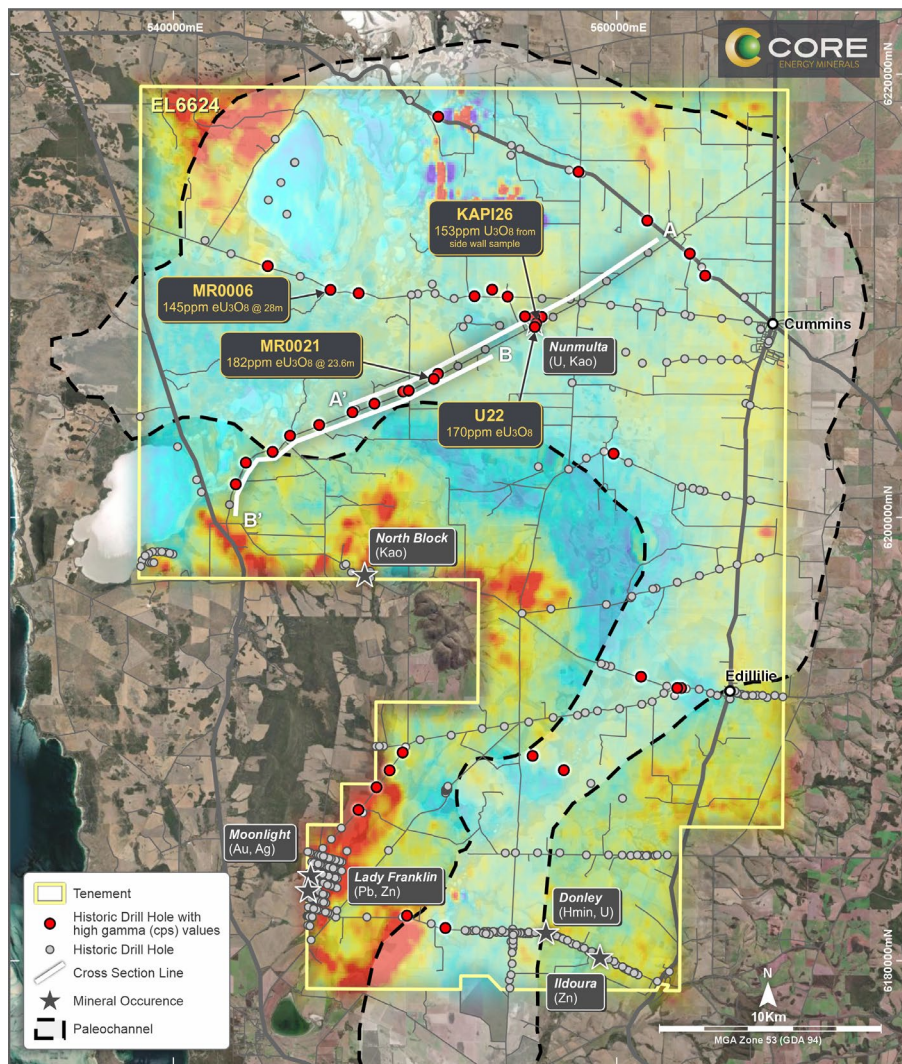 540000mE
560000mE
CORE
ENERGY MINERALS
6220000mN
EL6624
KAPI26
153ppm U₃O₈ from
side wall sample
A
MR0006
145ppm eU₃O₈ @ 28m
Cummins
MR0021
182ppm eU₃O₈ @ 23.6m
Nunmulta
(U, Kao)
B
A'
U22
170ppm eU₃O₈
B'
6200000mN
North Block
(Kao)
Edillilie
Moonlight
(Au, Ag)
Lady Franklin
(Pb, Zn)
Donley
(Hmin, U)
Ildoura
(Zn)
6180000mN
Tenement
Historic Drill Hole with
high gamma (cps) values
Historic Drill Hole
Cross Section Line
Mineral Occurence
Paleochannel
N
10Km
MGA Zone 53 (GDA 94)
540000mE
560000mE